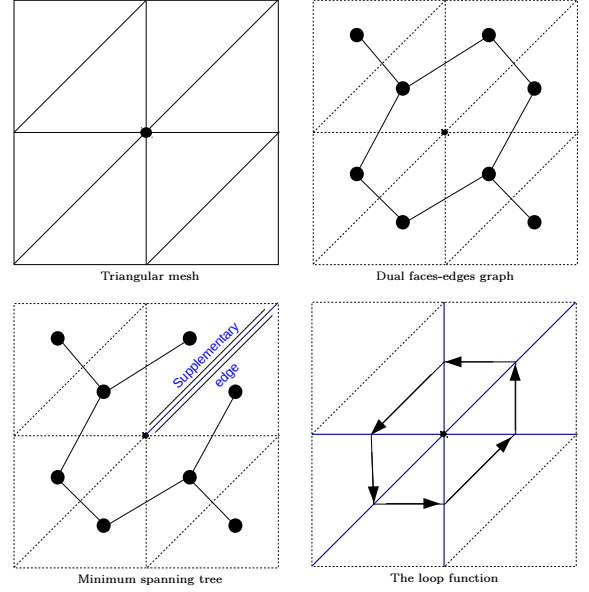 Triangular mesh
Dual faces-edges graph
Supplementary
edge
Minimum spanning tree
The loop function